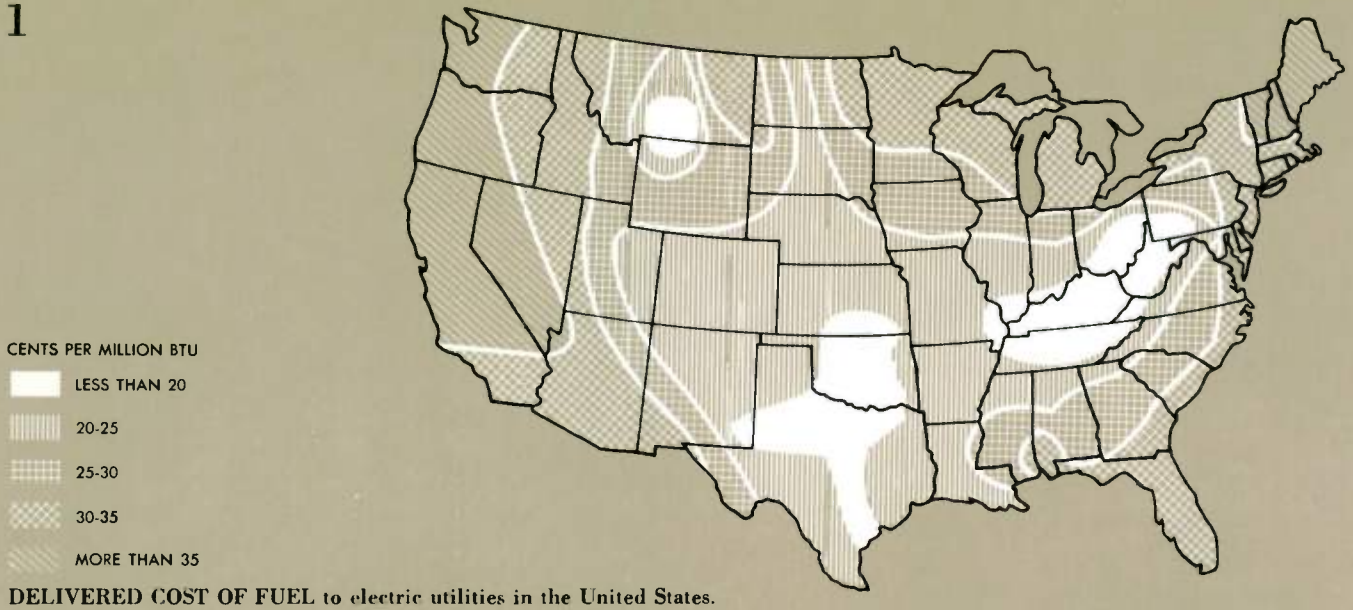 1
CENTS PER MILLION BTU
LESS THAN 20
20-25
25-30
30-35
MORE THAN 35
DELIVERED COST OF FUEL to electric utilities in the United States.